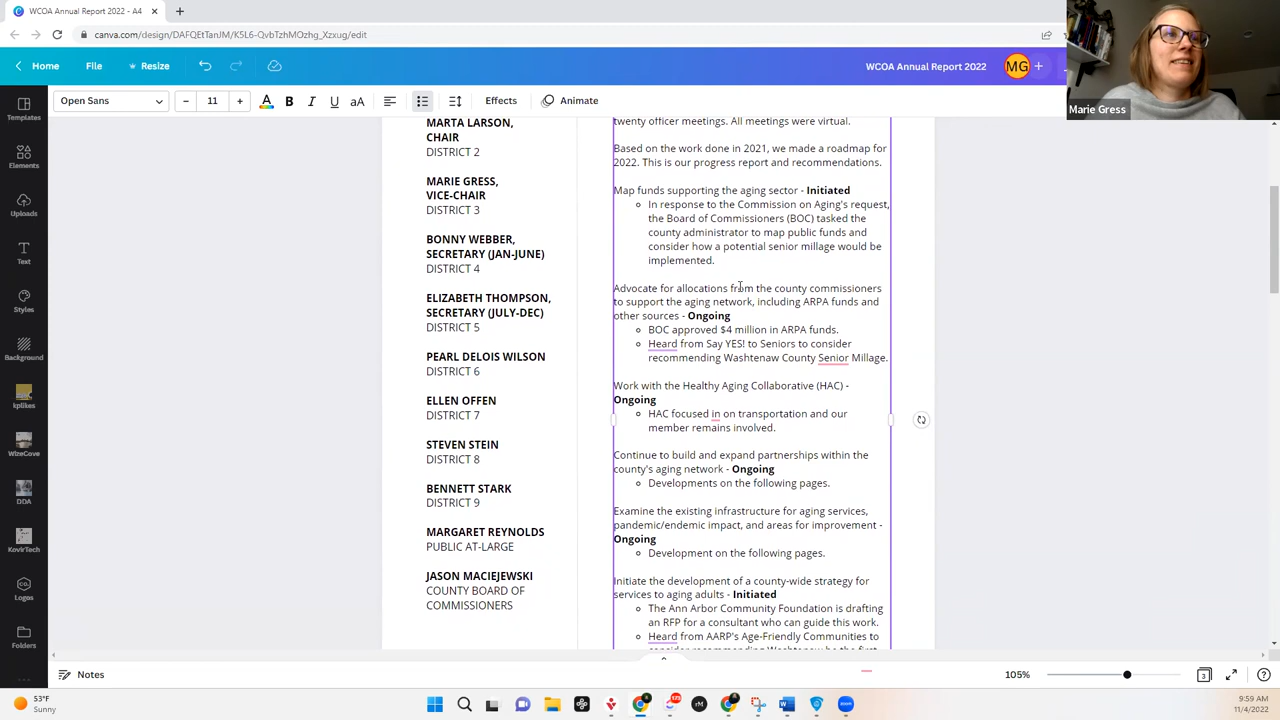 WCOA Annual Report 2022 - A4
canva.com/design/DAFQEtTanJM/K5L6-QvbTzhMOzhg_Xzxug/edit
Home
File
Resize
WCOA Annual Report 2022
MG
Marie Gress
Open Sans
11
B
I
U
aA
Effects
Animate
Templates
Elements
Uploads
Text
Styles
Background
kplikes
WizeCove
DDA
KovirTech
Logos
Folders
MARTA LARSON,
CHAIR
DISTRICT 2
MARIE GRESS,
VICE-CHAIR
DISTRICT 3
BONNY WEBBER,
SECRETARY (JAN-JUNE)
DISTRICT 4
ELIZABETH THOMPSON,
SECRETARY (JULY-DEC)
DISTRICT 5
PEARL DELOIS WILSON
DISTRICT 6
ELLEN OFFEN
DISTRICT 7
STEVEN STEIN
DISTRICT 8
BENNETT STARK
DISTRICT 9
MARGARET REYNOLDS
PUBLIC AT-LARGE
JASON MACIEJEWSKI
COUNTY BOARD OF
COMMISSIONERS
twenty officer meetings. All meetings were virtual.
Based on the work done in 2021, we made a roadmap for
2022. This is our progress report and recommendations.
Map funds supporting the aging sector - Initiated
In response to the Commission on Aging's request,
the Board of Commissioners (BOC) tasked the
county administrator to map public funds and
consider how a potential senior millage would be
implemented.
Advocate for allocations from the county commissioners
to support the aging network, including ARPA funds and
other sources - Ongoing
BOC approved $4 million in ARPA funds.
Heard from Say YES! to Seniors to consider
recommending Washtenaw County Senior Millage.
Work with the Healthy Aging Collaborative (HAC) -
Ongoing
HAC focused in on transportation and our
member remains involved.
Continue to build and expand partnerships within the
county's aging network - Ongoing
Developments on the following pages.
Examine the existing infrastructure for aging services,
pandemic/endemic impact, and areas for improvement -
Ongoing
Development on the following pages.
Initiate the development of a county-wide strategy for
services to aging adults - Initiated
The Ann Arbor Community Foundation is drafting
an RFP for a consultant who can guide this work.
Heard from AARP's Age-Friendly Communities to
consider recommending Washtenaw be the first
Notes
105%
3
53°F
Sunny
9:59 AM
11/4/2022